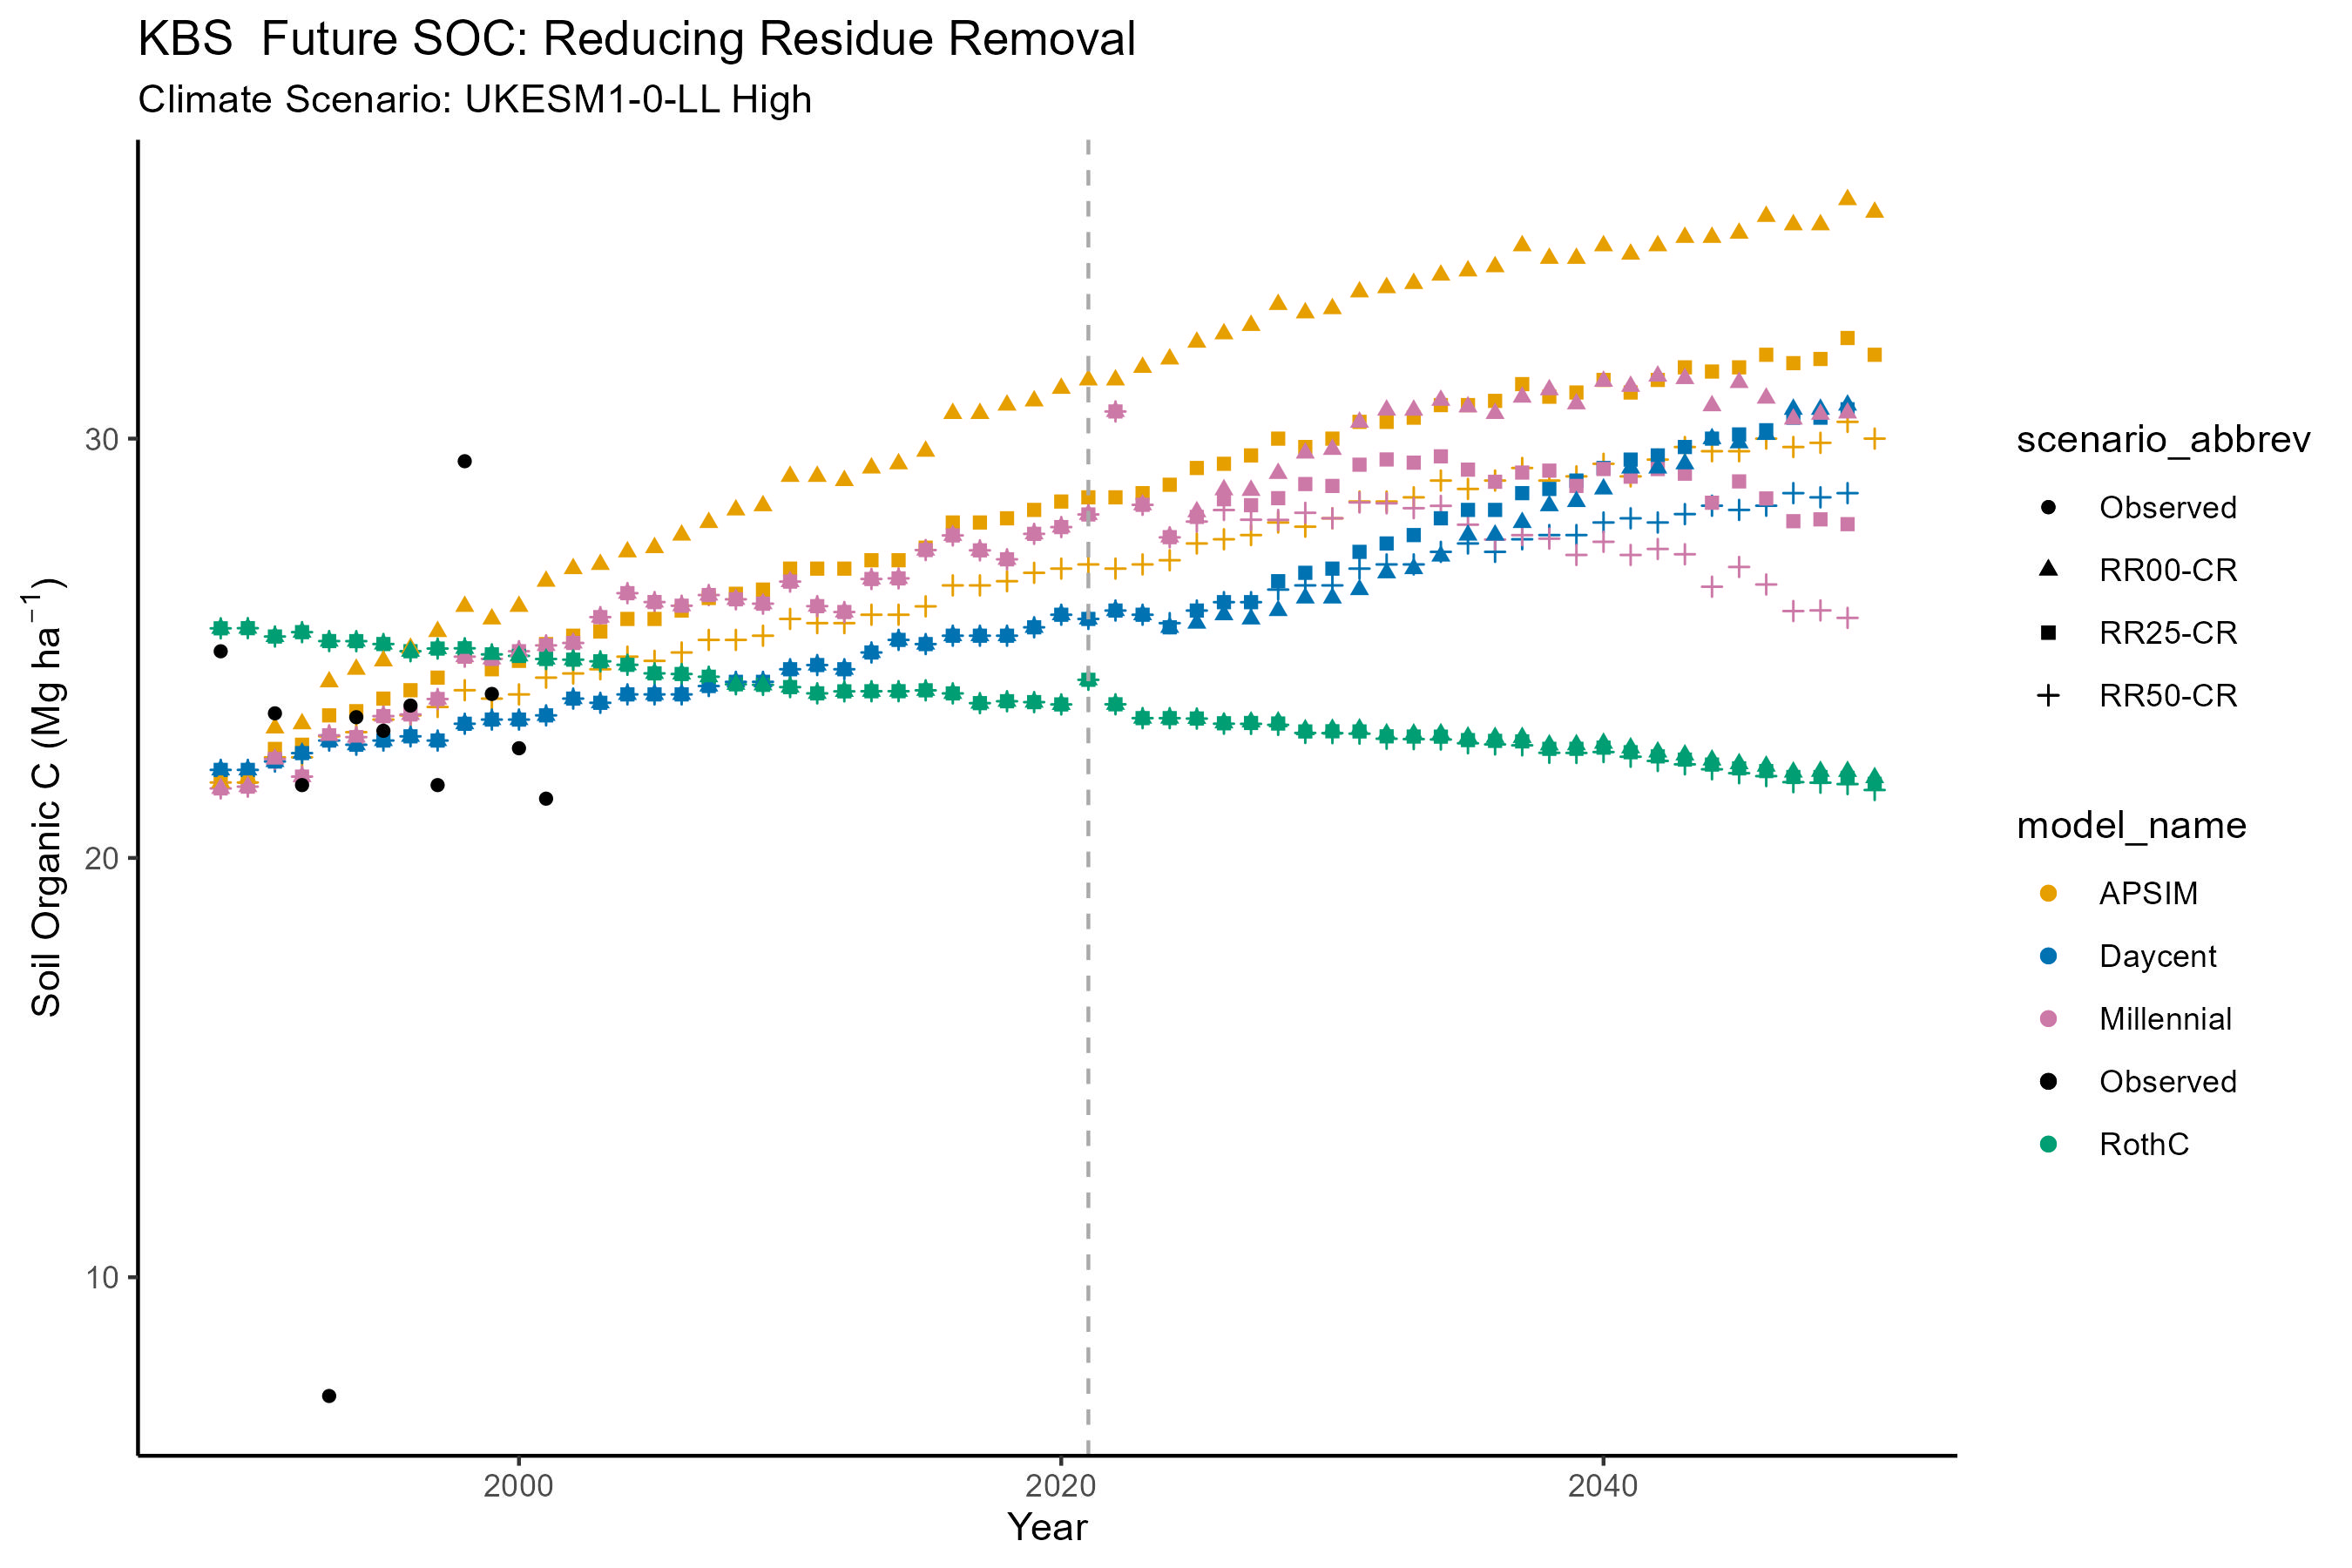 KBS  Future SOC: Reducing Residue Removal
Climate Scenario: UKESM1-0-LL High
Soil Organic C (Mg ha⁻¹)
30
20
10
2000
2020
2040
Year
scenario_abbrev
Observed
RR00-CR
RR25-CR
RR50-CR
model_name
APSIM
Daycent
Millennial
Observed
RothC